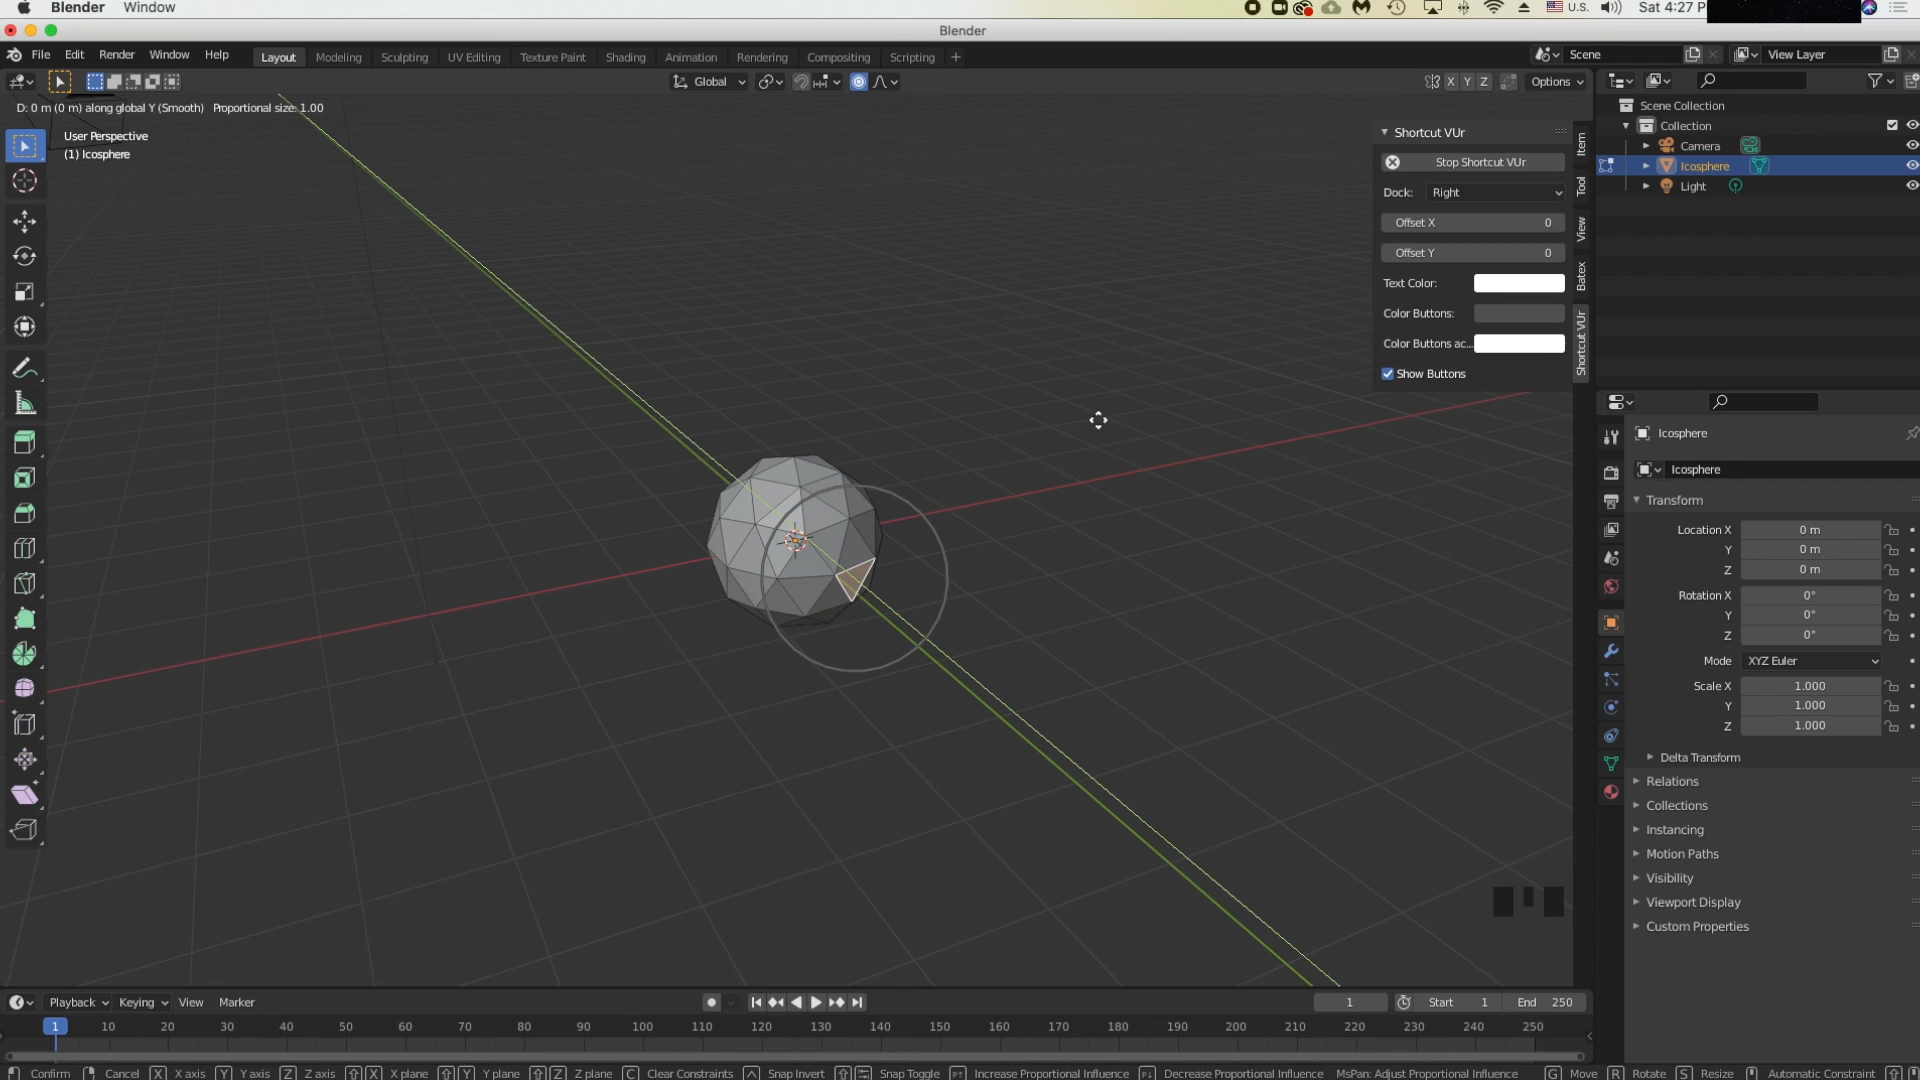 Blender Window
U.S. Sat 4:27 P
Blender
File Edit Render Window Help Layout Modeling Sculpting UV Editing Texture Paint Shading Animation Rendering Compositing Scripting + Scene View Layer
Global X Y Z Options
D: 0 m (0 m) along global Y (Smooth) Proportional size: 1.00
User Perspective
(1) Icosphere
Shortcut VUr
Stop Shortcut VUr
Dock: Right
Offset X 0
Offset Y 0
Text Color:
Color Buttons:
Color Buttons ac...
Show Buttons
Item
Tool
View
Batex
Shortcut VUr
Scene Collection
Collection
Camera
Icosphere
Light
Icosphere
Icosphere
Transform
Location X 0 m
Y 0 m
Z 0 m
Rotation X 0°
Y 0°
Z 0°
Mode XYZ Euler
Scale X 1.000
Y 1.000
Z 1.000
Delta Transform
Relations
Collections
Instancing
Motion Paths
Visibility
Viewport Display
Custom Properties
Playback Keying View Marker 1 Start 1 End 250
1 10 20 30 40 50 60 70 80 90 100 110 120 130 140 150 160 170 180 190 200 210 220 230 240 250
Confirm Cancel X X axis Y Y axis Z Z axis X X plane Y Y plane Z Z plane C Clear Constraints Snap Invert Snap Toggle Increase Proportional Influence Decrease Proportional Influence MsPan: Adjust Proportional Influence G Move R Rotate S Resize Automatic Constraint